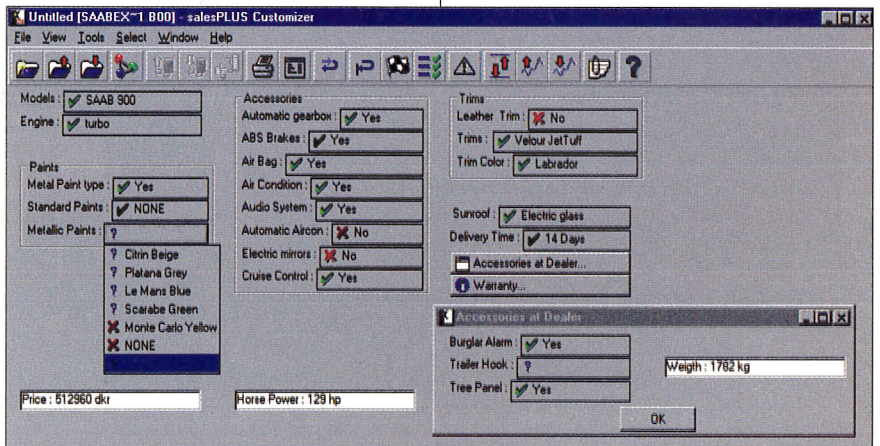 Untitled [SAABEX~1 B00] - salesPLUS Customizer
File View Tools Select Window Help
Models : SAAB 900
Engine : turbo
Paints
Metal Paint type : Yes
Standard Paints : NONE
Metallic Paints : ?
? Citrin Beige
? Platana Grey
? Le Mans Blue
? Scarabe Green
Monte Carlo Yellow
NONE
Accessories
Automatic gearbox : Yes
ABS Brakes : Yes
Air Bag : Yes
Air Condition : Yes
Audio System : Yes
Automatic Aircon : No
Electric mirrors : No
Cruise Control : Yes
Trims
Leather Trim : No
Trims : Velour JetTuff
Trim Color : Labrador
Sunroof : Electric glass
Delivery Time : 14 Days
Accessories at Dealer...
Warranty...
Accessories at Dealer
Burglar Alarm : Yes
Trailer Hook : ?
Tree Panel : Yes
Weigth : 1782 kg
OK
Price : 512960 dkr
Horse Power : 129 hp